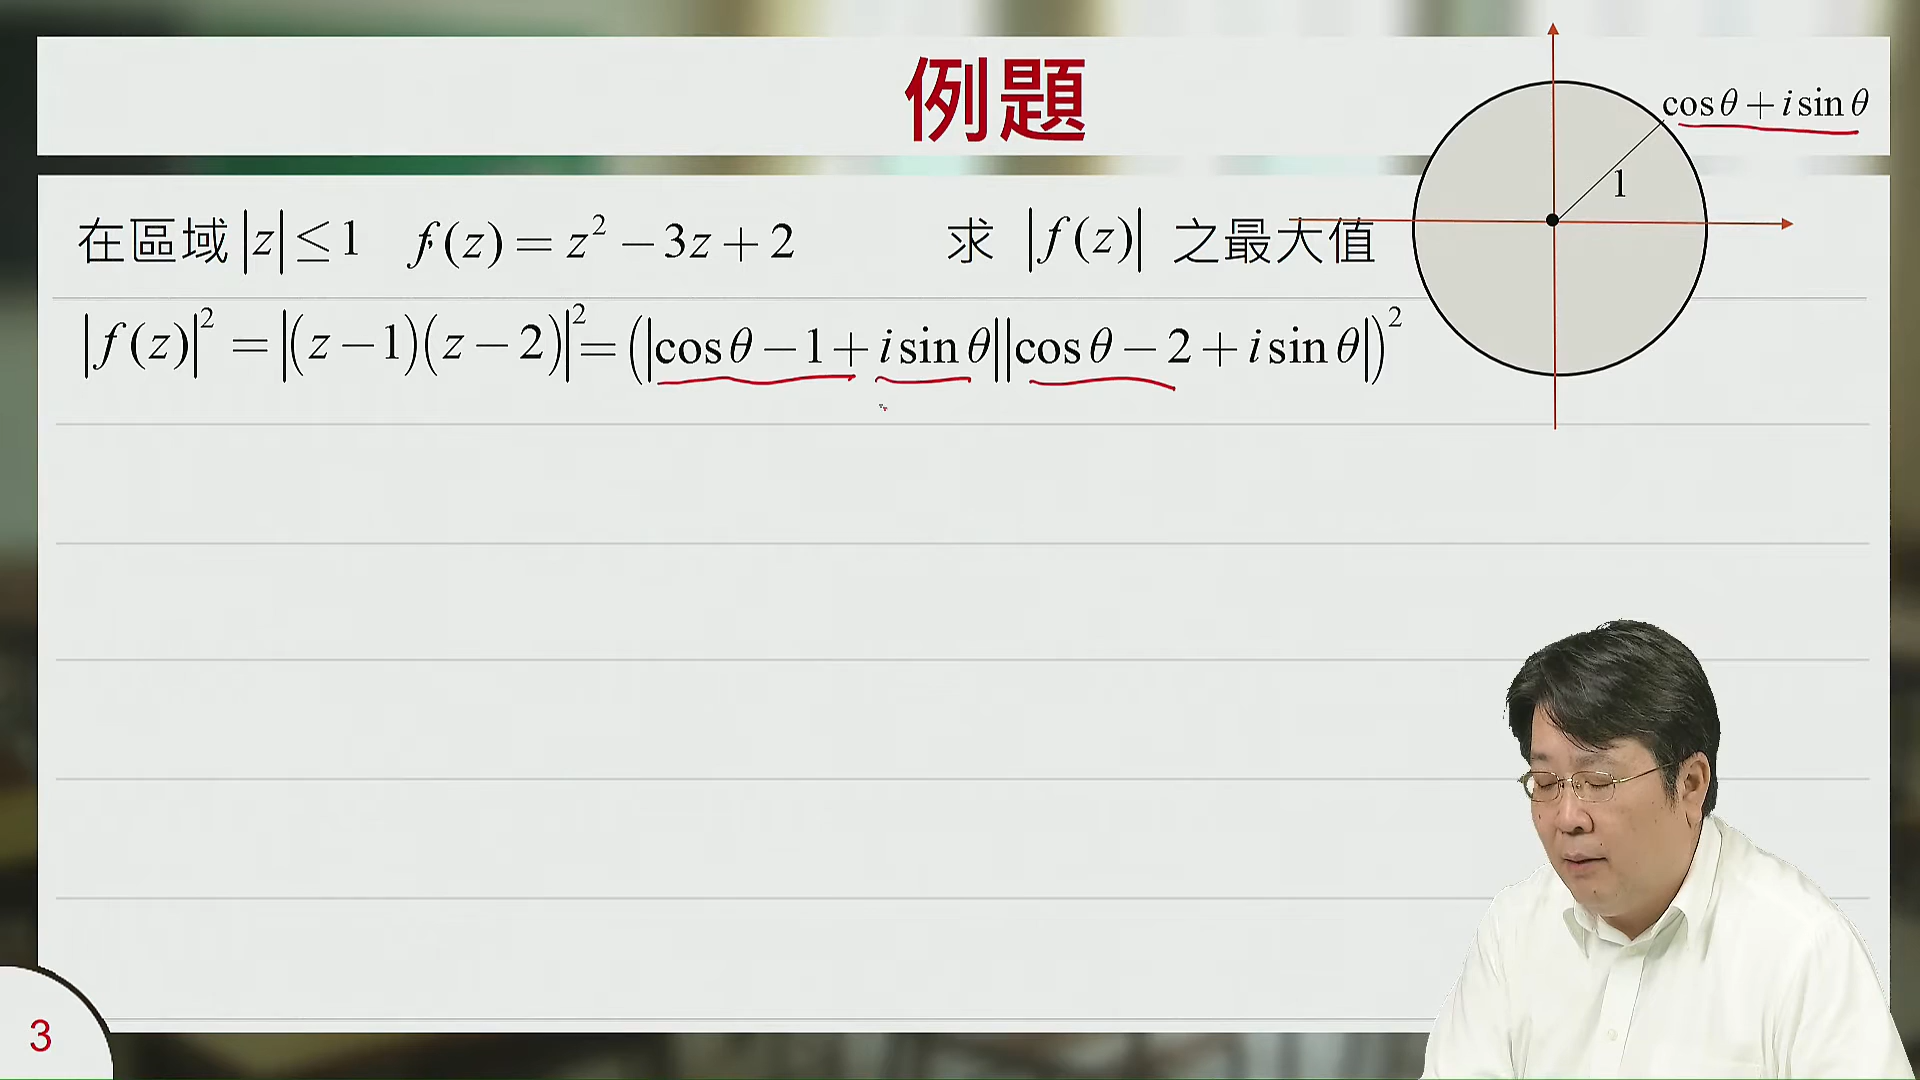 例題
cosθ + i sinθ
1
在區域 |z| ≤ 1 f(z) = z² − 3z + 2 求 |f(z)| 之最大值
|f(z)|² = |(z − 1)(z − 2)|² = (|cosθ − 1 + i sinθ||cosθ − 2 + i sinθ|)²
3